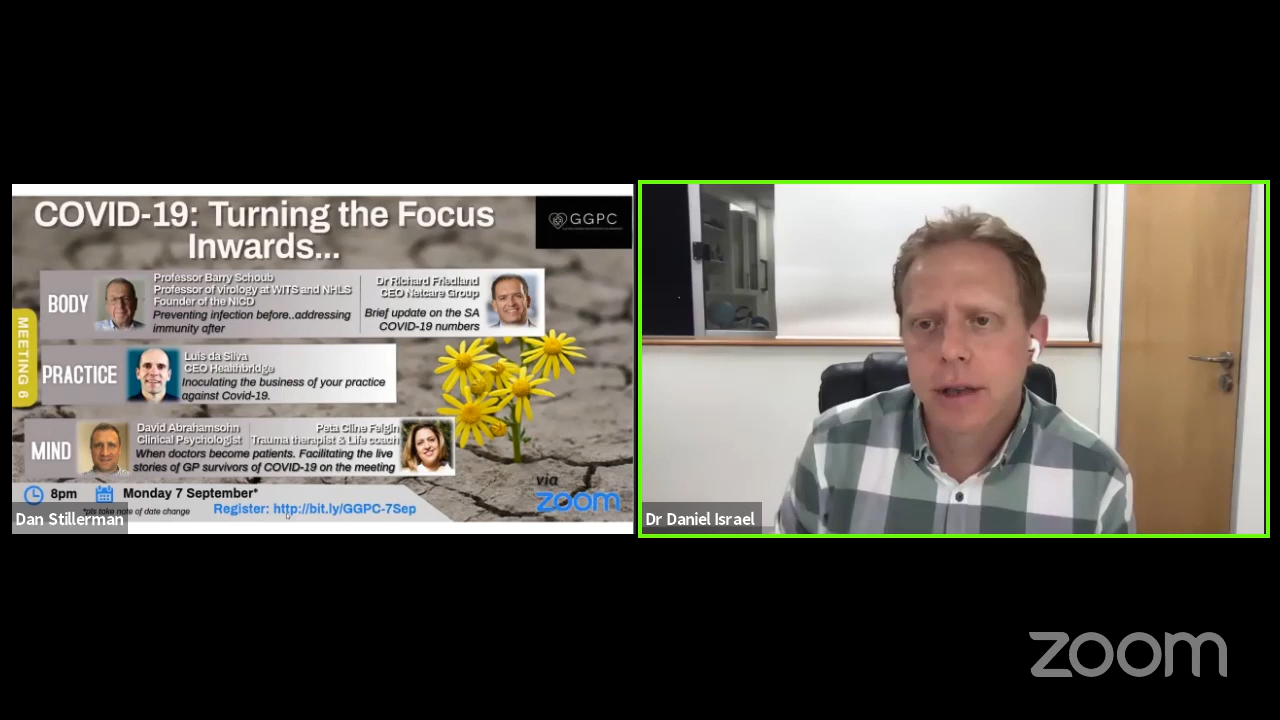 COVID-19: Turning the Focus
Inwards...
GGPC
MEETING 6
BODY
Professor Barry Schoub
Professor of virology at WITS and NHLS
Founder of the NICD
Preventing infection before..addressing
immunity after
Dr Richard Friedland
CEO Netcare Group
Brief update on the SA
COVID-19 numbers
PRACTICE
Luis da Silva
CEO Healthbridge
Inoculating the business of your practice
against Covid-19.
MIND
David Abrahamsohn
Clinical Psychologist
Peta Cline Feigin
Trauma therapist & Life coach
When doctors become patients. Facilitating the live
stories of GP survivors of COVID-19 on the meeting
8pm
Monday 7 September*
*pls take note of date change
Register: http://bit.ly/GGPC-7Sep
via
zoom
Dan Stillerman
Dr Daniel Israel
zoom